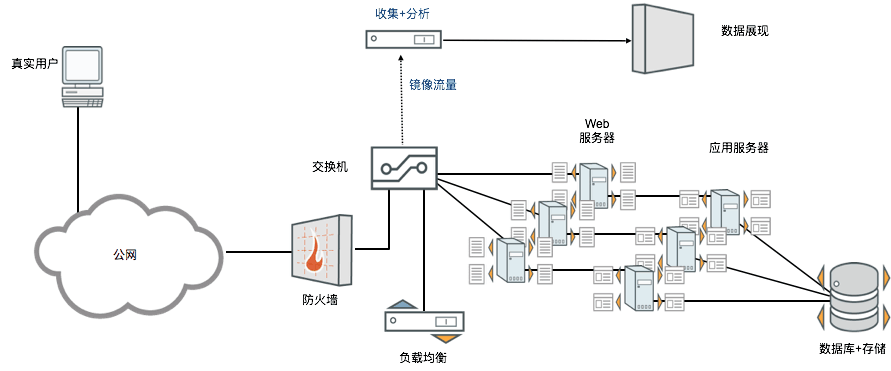 收集+分析
数据展现
真实用户
镜像流量
Web
服务器
应用服务器
交换机
公网
防火墙
负载均衡
数据库+存储